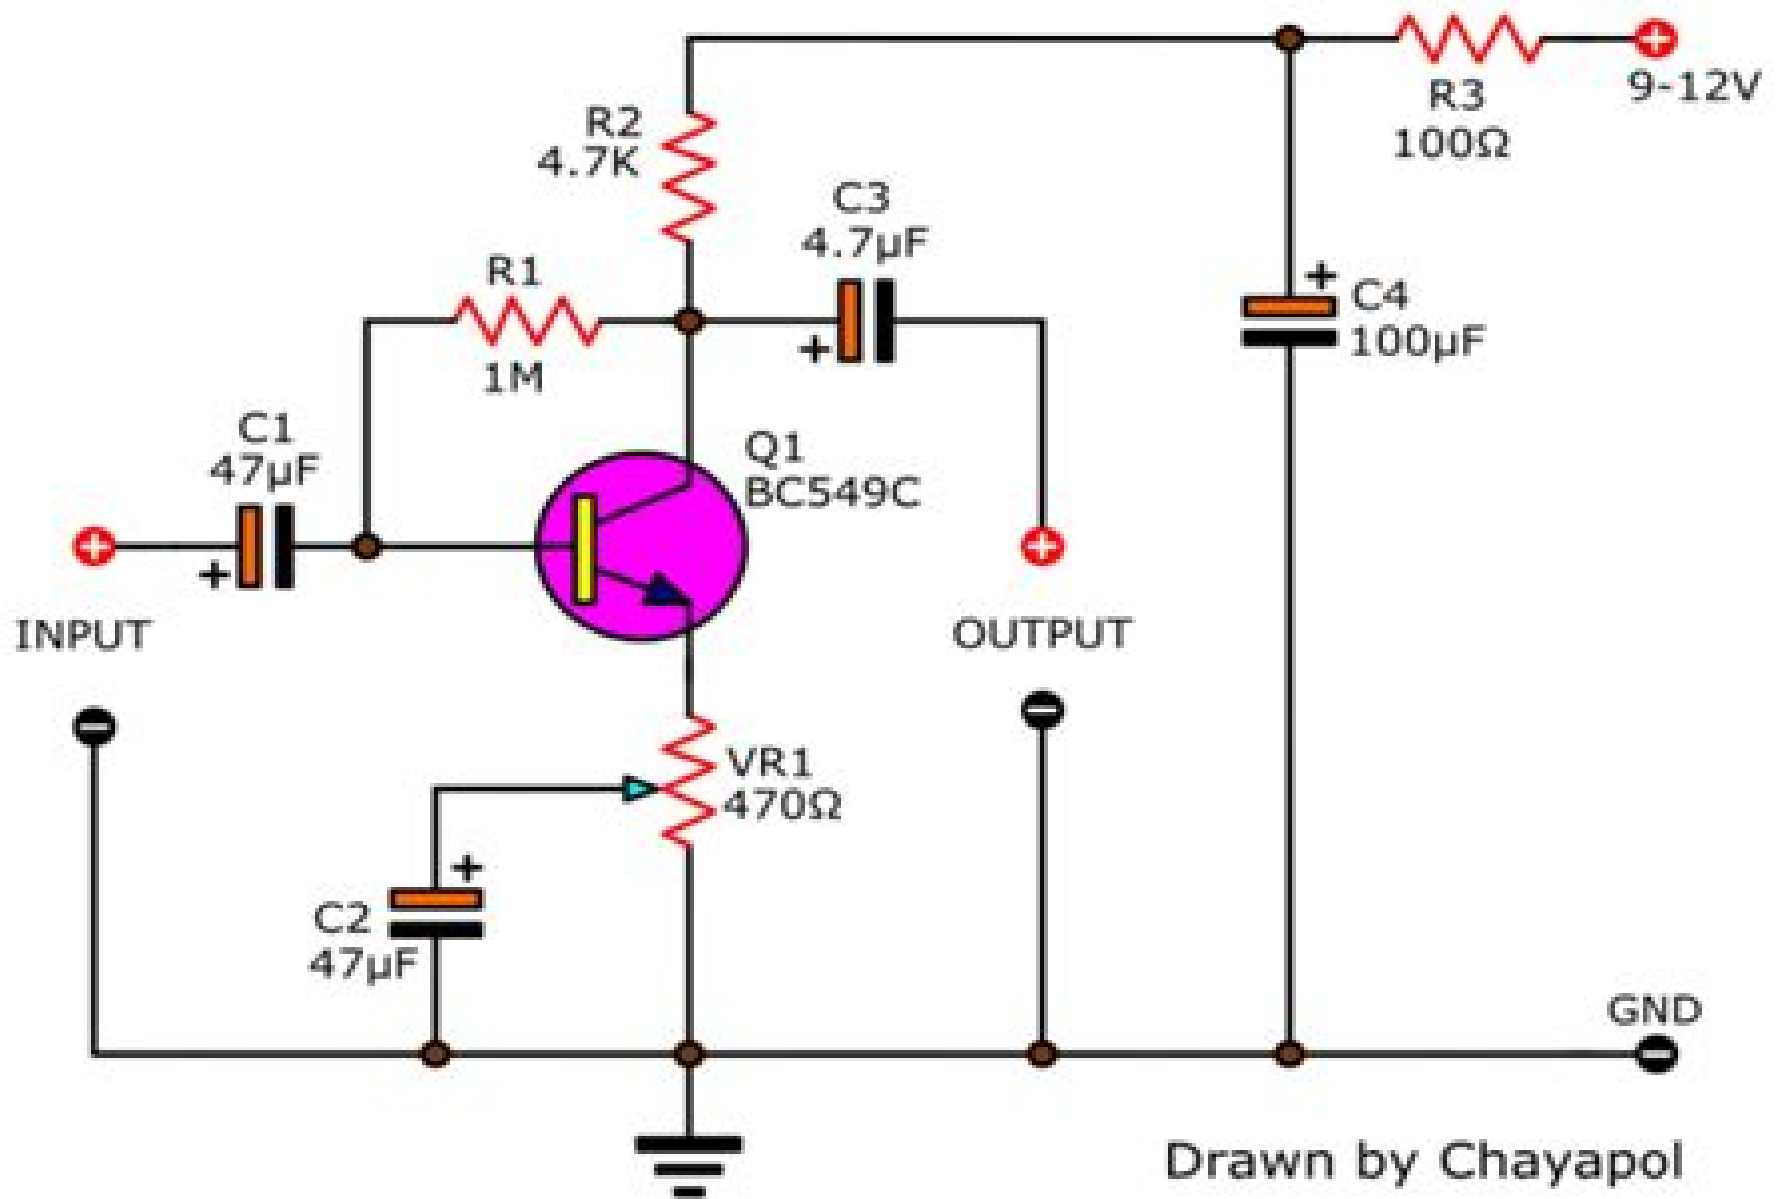 9-12V
R3
100Ω
R2
4.7K
C3
4.7µF
R1
1M
+
C4
100µF
+
C1
47µF
Q1
BC549C
+
INPUT
OUTPUT
VR1
470Ω
+
C2
47µF
GND
Drawn by Chayapol